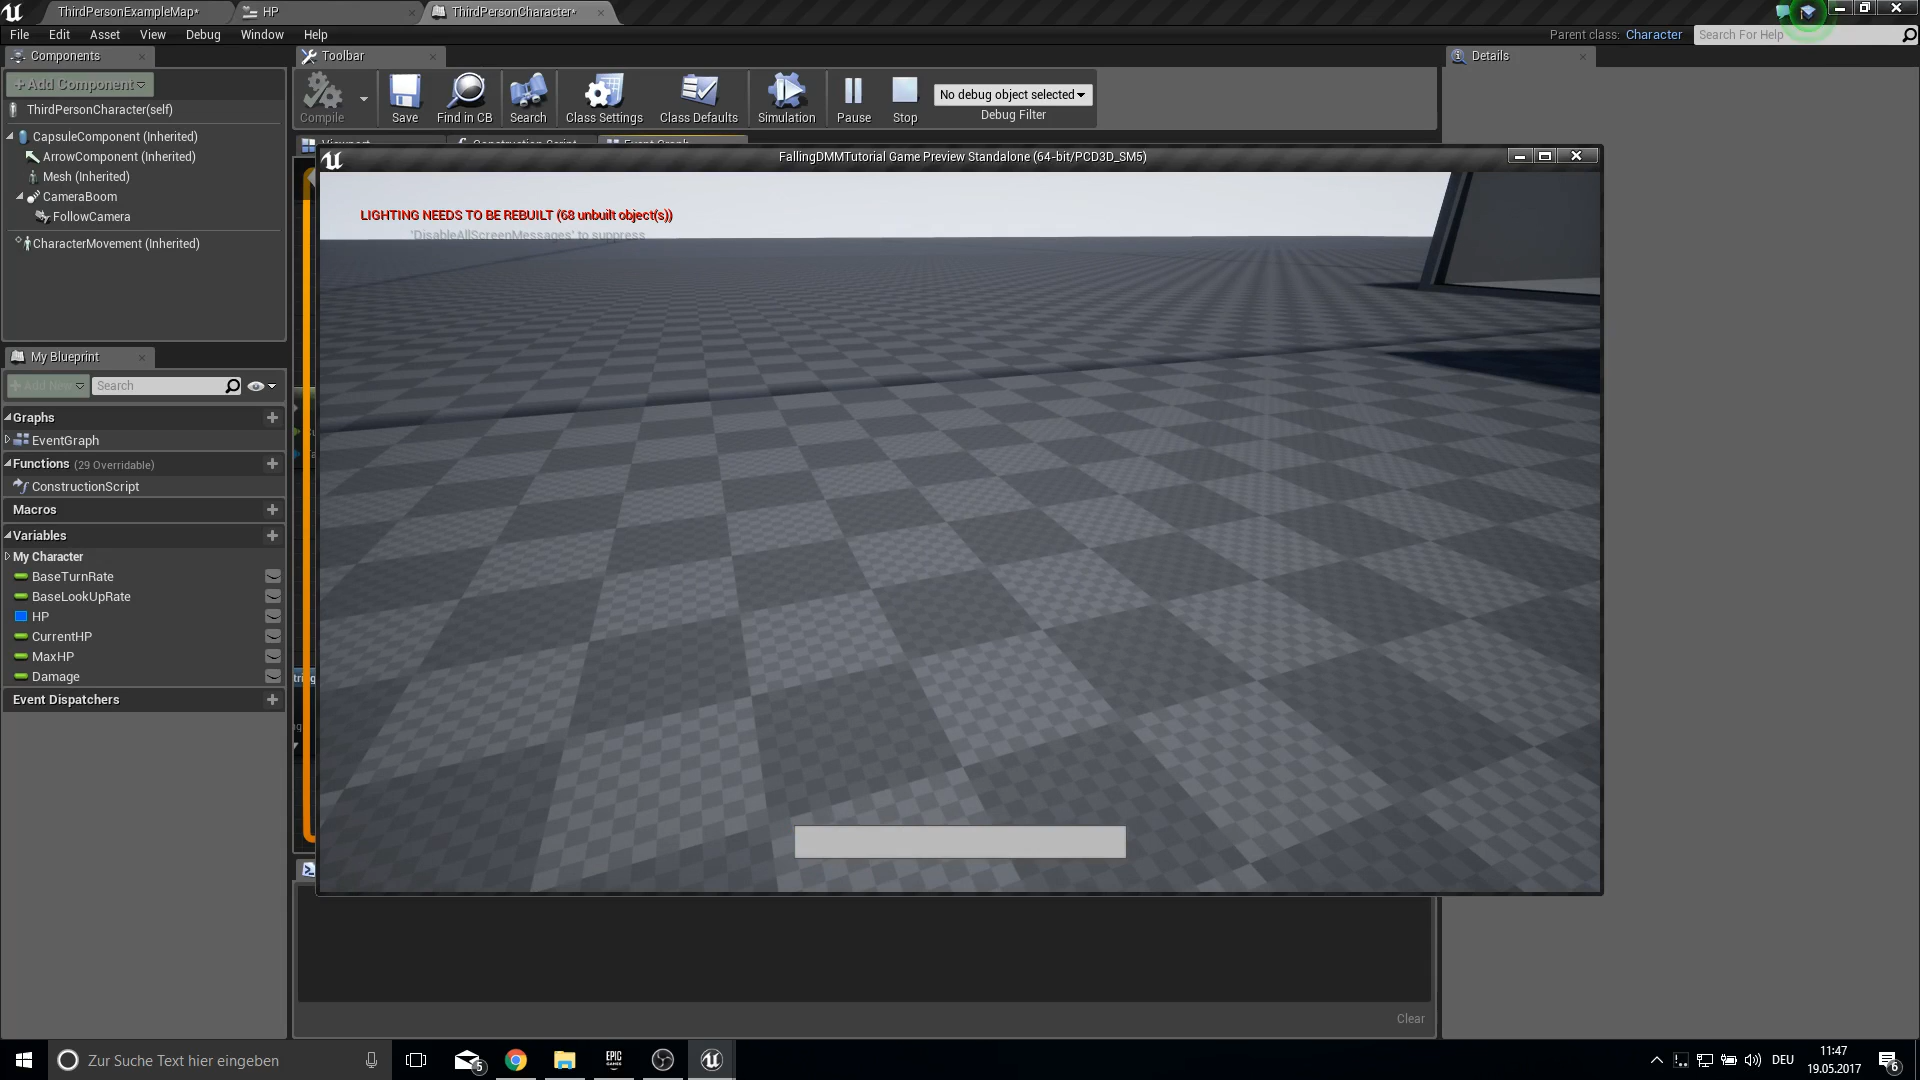 ThirdPersonExampleMap*
HP
ThirdPersonCharacter*
File Edit Asset View Debug Window Help
Parent class: Character
Search For Help
Components
Toolbar
Details
+Add Component
ThirdPersonCharacter(self)
CapsuleComponent (Inherited)
ArrowComponent (Inherited)
Mesh (Inherited)
CameraBoom
FollowCamera
CharacterMovement (Inherited)
Compile
Save
Find in CB
Search
Class Settings
Class Defaults
Simulation
Pause
Stop
No debug object selected
Debug Filter
Viewport
Construction Script
Event Graph
FallingDMMTutorial Game Preview Standalone (64-bit/PCD3D_SM5)
LIGHTING NEEDS TO BE REBUILT (68 unbuilt object(s))
'DisableAllScreenMessages' to suppress
My Blueprint
+Add New
Search
Graphs
EventGraph
Functions (29 Overridable)
ConstructionScript
Macros
Variables
My Character
BaseTurnRate
BaseLookUpRate
HP
CurrentHP
MaxHP
Damage
Event Dispatchers
Clear
Zur Suche Text hier eingeben
5
EPIC
GAMES
DEU
11:47
19.05.2017
6